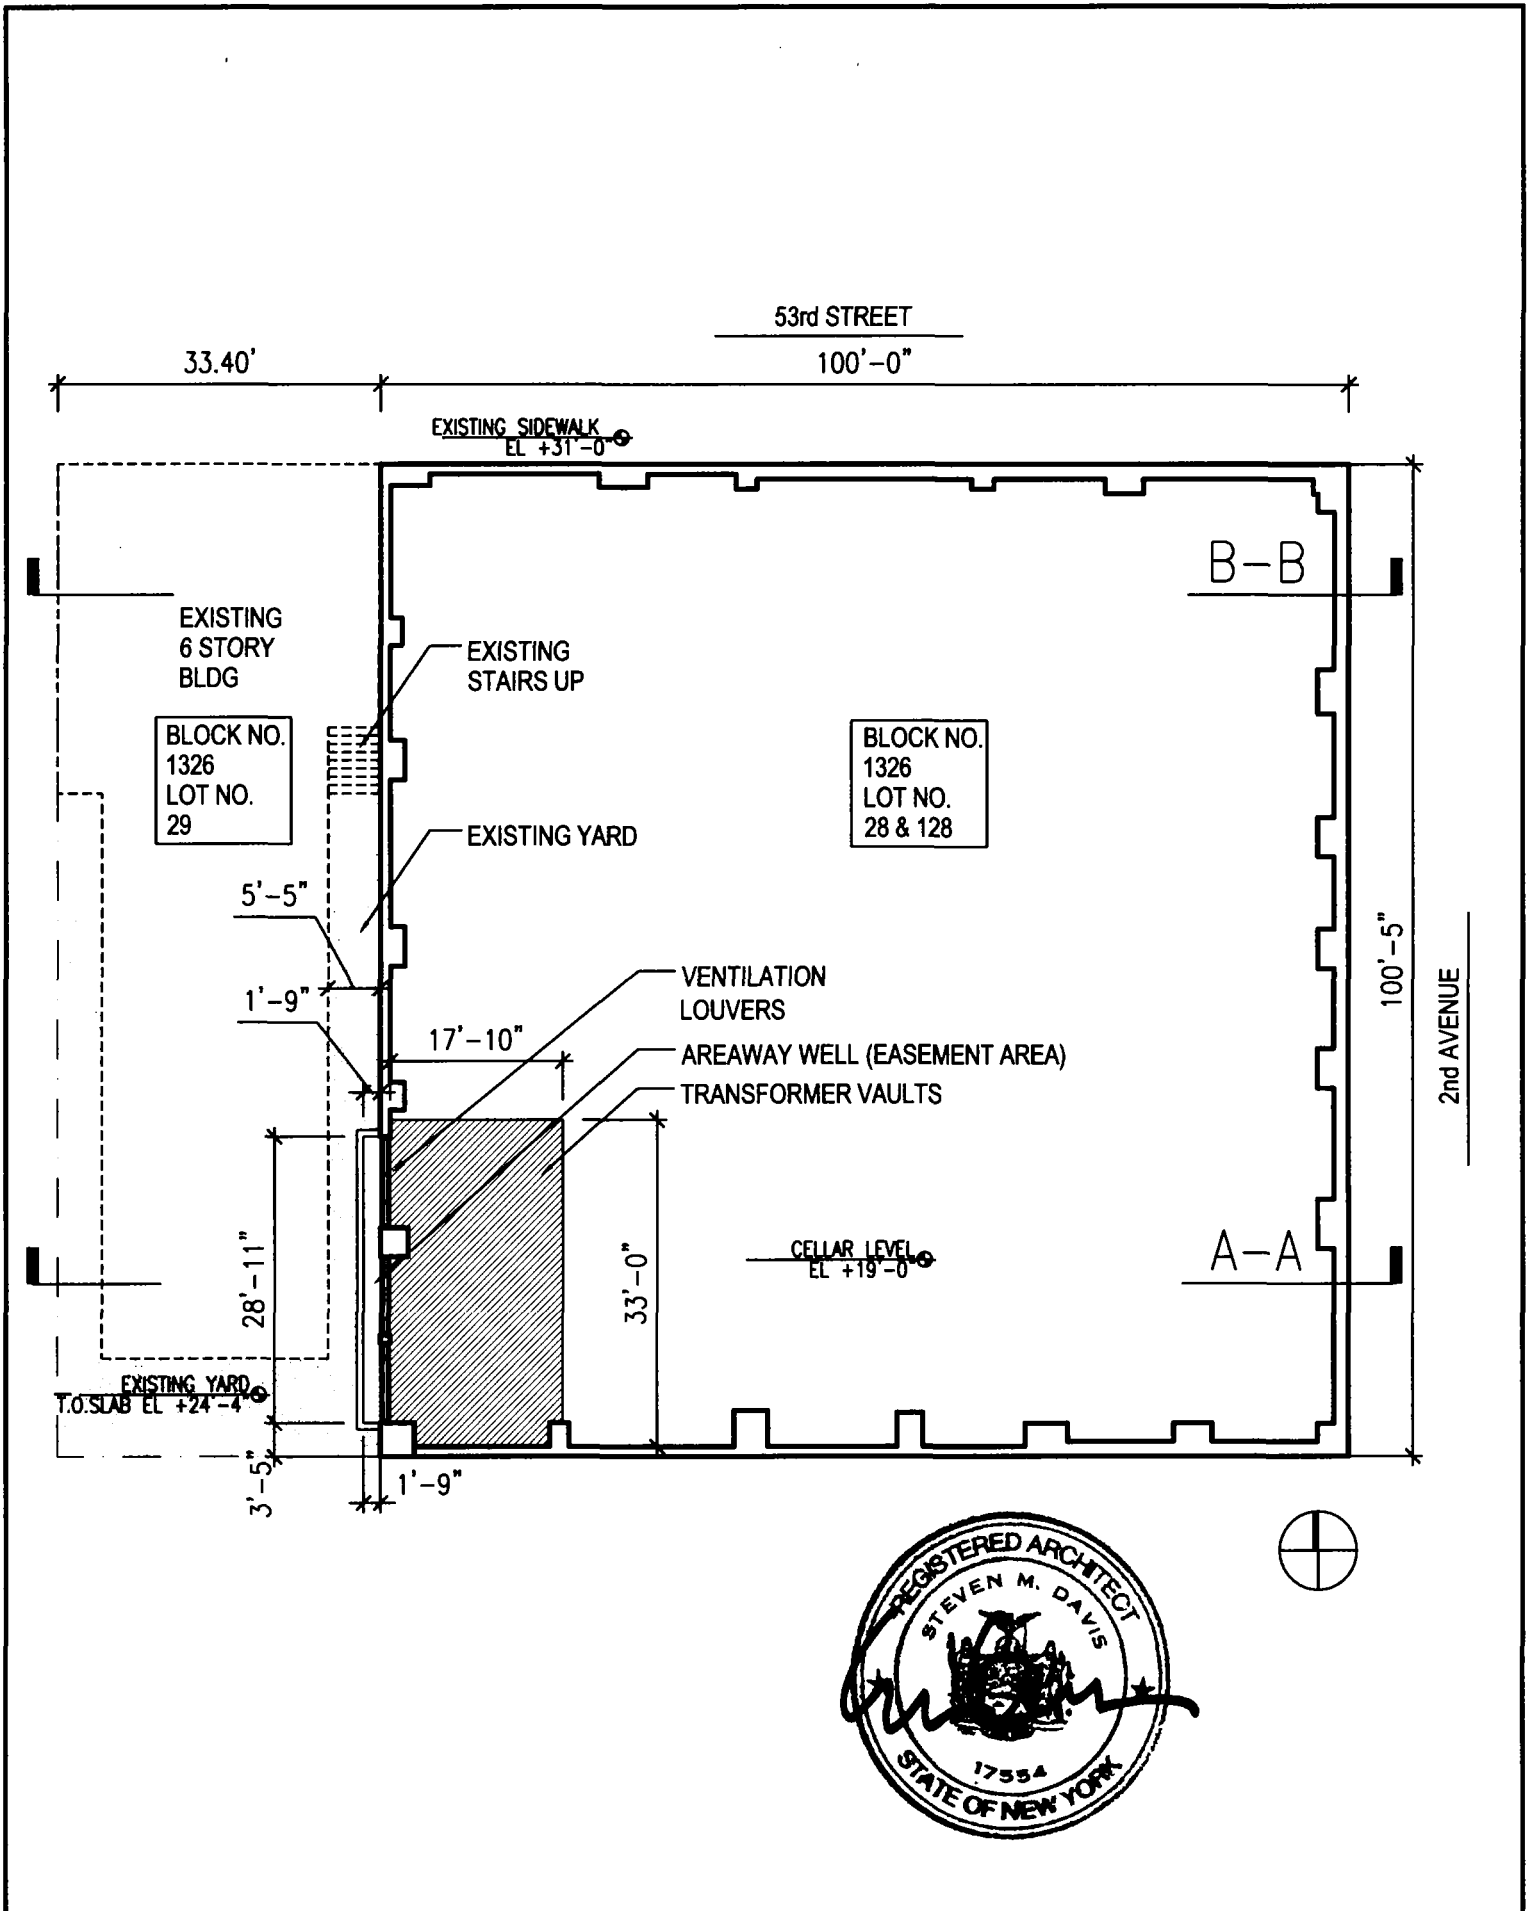 53rd STREET
33.40'
100'-0"
EXISTING SIDEWALK
EL +31'-0"
B-B
EXISTING
6 STORY
BLDG
EXISTING
STAIRS UP
BLOCK NO.
1326
LOT NO.
29
BLOCK NO.
1326
LOT NO.
28 & 128
EXISTING YARD
5'-5"
100'-5"
2nd AVENUE
VENTILATION
LOUVERS
1'-9"
17'-10"
AREAWAY WELL (EASEMENT AREA)
TRANSFORMER VAULTS
28'-11"
33'-0"
CELLAR LEVEL
EL +19'-0"
A-A
EXISTING YARD
T.O.SLAB EL +24'-4"
3'-5"
1'-9"
REGISTERED ARCHITECT
STEVEN M. DAVIS
17554
STATE OF NEW YORK